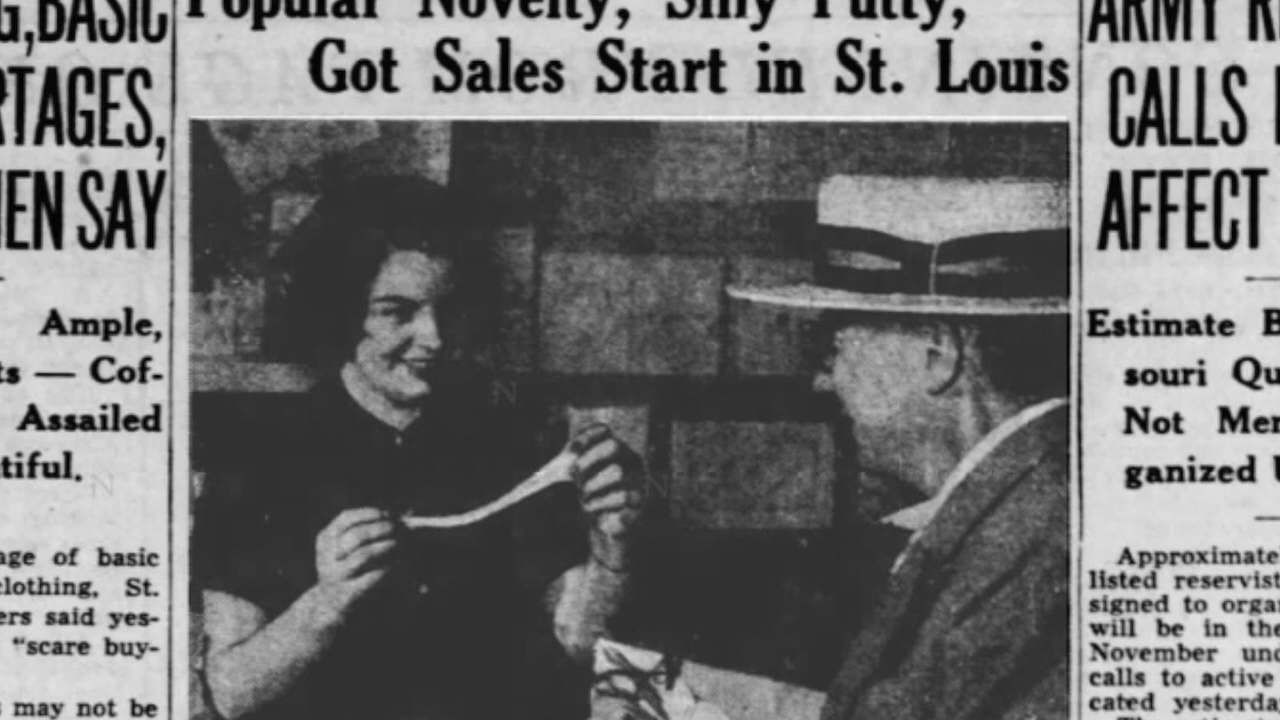 G, BASIC
RTAGES,
EN SAY
Ample,
ts — Cof-
Assailed
tiful.
age of basic
clothing, St.
ers said yes-
"scare buy-
s may not be
Popular Novelty, Silly Putty,
Got Sales Start in St. Louis
ARMY R
CALLS
AFFECT
Estimate
souri Qu
Not Mer
ganized
Approximate
listed reservist
signed to orga
will be in the
November und
calls to active
cated yesterda